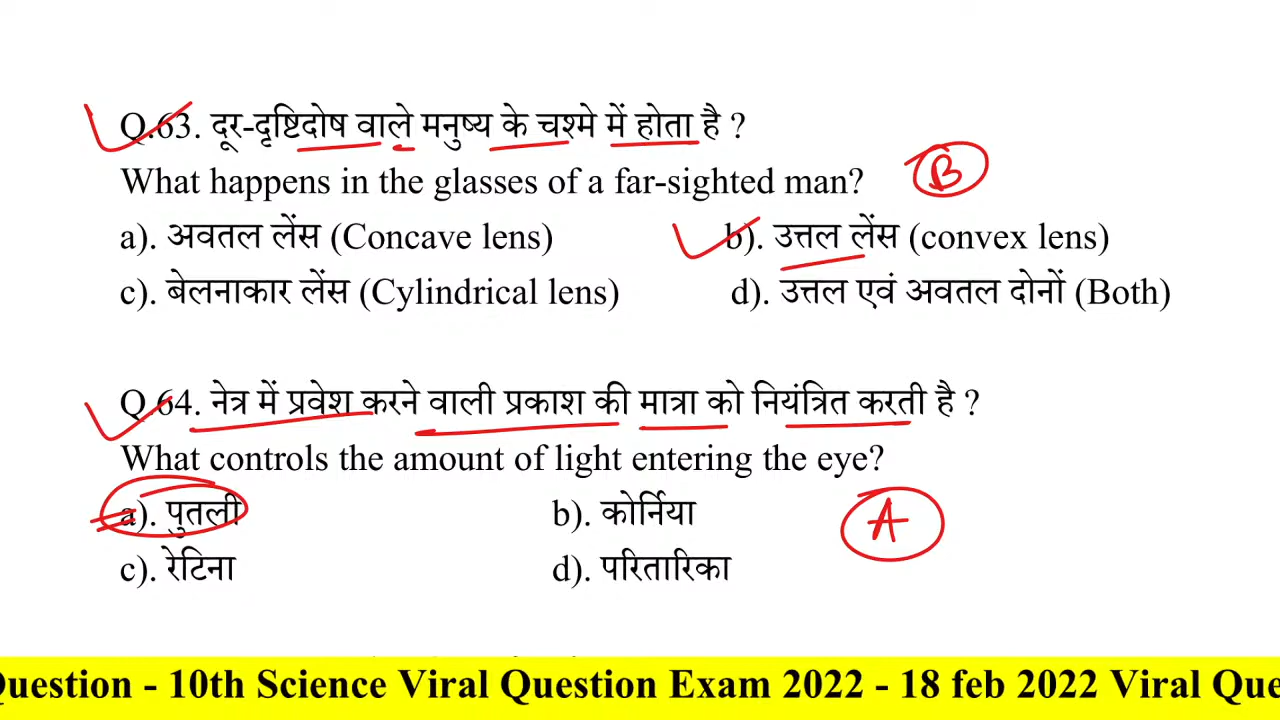 Q.63. दूर-दृष्टिदोष वाले मनुष्य के चश्मे में होता है ?
What happens in the glasses of a far-sighted man?
B
a). अवतल लेंस (Concave lens) b). उत्तल लेंस (convex lens)
c). बेलनाकार लेंस (Cylindrical lens) d). उत्तल एवं अवतल दोनों (Both)
Q.64. नेत्र में प्रवेश करने वाली प्रकाश की मात्रा को नियंत्रित करती है ?
What controls the amount of light entering the eye?
a). पुतली b). कोर्निया
A
c). रेटिना d). परितारिका
Question - 10th Science Viral Question Exam 2022 - 18 feb 2022 Viral Que